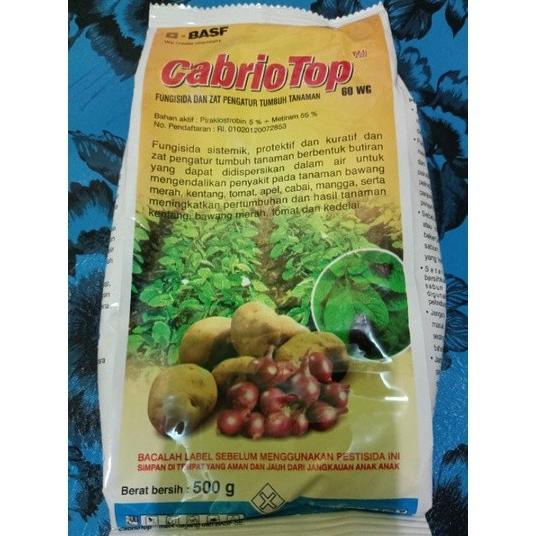 BASF
We create chemistry
CabrioTop™
60 WG
FUNGISIDA DAN ZAT PENGATUR TUMBUH TANAMAN
Bahan aktif : Piraklostrobin 5 % + Metiram 55 %
No. Pendaftaran : RI. 01020120072853
Fungisida sistemik, protektif dan kuratif dan
zat pengatur tumbuh tanaman berbentuk butiran
yang dapat didispersikan dalam air untuk
mengendalikan penyakit pada tanaman bawang
merah, kentang, tomat, apel, cabai, mangga, serta
meningkatkan pertumbuhan dan hasil tanaman
kentang, bawang merah, tomat dan kedelai.
BACALAH LABEL SEBELUM MENGGUNAKAN PESTISIDA INI
SIMPAN DI TEMPAT YANG AMAN DAN JAUH DARI JANGKAUAN ANAK ANAK
Berat bersih : 500 g